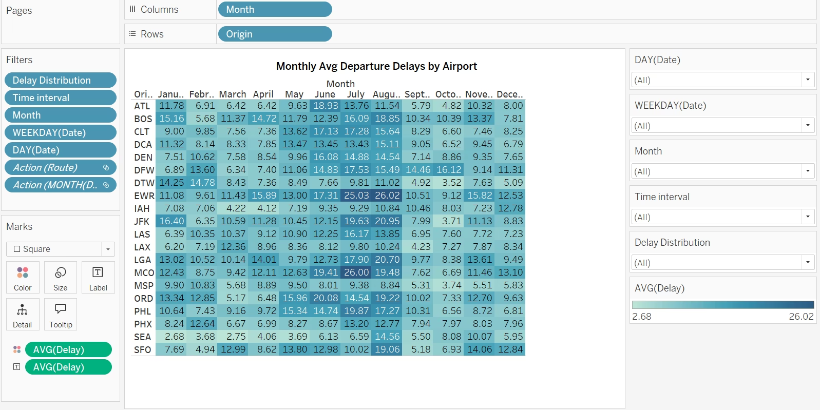 Pages
Columns
Month
Rows
Origin
Filters
Delay Distribution
Time interval
Month
WEEKDAY(Date)
DAY(Date)
Action (Route)
Action (MONTH(D..
Marks
Square
Color
Size
Label
Detail
Tooltip
AVG(Delay)
AVG(Delay)
Monthly Avg Departure Delays by Airport
Month
Ori.. Janu.. Febr.. March April May June July Augu.. Sept.. Octo.. Nove.. Dece..
ATL 11.78 6.91 6.42 6.42 9.63 18.93 13.76 11.54 5.79 4.82 10.32 8.00
BOS 15.16 5.68 11.37 14.72 11.79 12.39 16.09 18.85 10.34 10.39 13.37 7.81
CLT 9.00 9.85 7.56 7.36 13.62 17.13 17.28 15.64 8.29 6.60 7.46 8.25
DCA 11.32 8.14 8.33 7.85 13.47 13.45 13.43 15.11 9.05 6.52 9.45 6.79
DEN 7.51 10.62 7.58 8.54 9.96 16.08 14.88 14.54 7.14 8.86 9.35 7.65
DFW 6.89 13.60 6.34 7.40 11.06 14.83 17.53 15.49 14.46 16.12 9.14 11.31
DTW 14.25 14.78 8.43 7.36 8.49 7.66 9.81 11.02 4.92 3.52 7.63 5.09
EWR 11.08 9.61 11.43 15.89 13.00 17.31 25.03 26.02 10.51 9.12 15.82 12.53
IAH 7.08 7.06 4.22 4.12 7.19 9.35 9.29 10.84 10.46 8.03 7.23 12.78
JFK 16.40 6.35 10.59 11.28 10.45 12.15 19.63 20.95 7.99 3.71 11.13 8.83
LAS 6.39 10.35 10.37 9.12 10.90 12.25 16.17 13.85 6.95 7.60 7.72 7.23
LAX 6.20 7.19 12.36 8.96 8.36 8.12 9.80 10.24 4.23 7.27 7.87 8.34
LGA 13.02 10.52 10.14 14.01 9.79 12.73 17.90 20.70 9.77 8.38 13.61 9.49
MCO 12.43 8.75 9.42 12.11 12.63 19.41 26.00 19.48 7.62 6.69 11.46 13.10
MSP 9.90 10.83 5.68 8.89 9.50 8.01 9.38 8.84 5.31 3.74 5.51 5.83
ORD 13.34 12.85 5.17 6.48 15.96 20.08 14.54 19.22 10.02 7.33 12.70 9.63
PHL 10.64 7.43 9.16 9.72 15.34 14.74 19.87 17.27 10.31 6.56 8.72 6.81
PHX 8.24 12.64 6.67 6.99 8.27 8.67 13.20 12.77 7.94 7.97 8.03 7.96
SEA 2.68 3.68 2.75 4.06 3.69 6.13 6.59 14.56 5.50 8.08 10.07 5.95
SFO 7.69 4.94 12.99 8.62 13.80 12.98 10.02 19.06 5.18 6.93 14.06 12.84
DAY(Date)
(All)
WEEKDAY(Date)
(All)
Month
(All)
Time interval
(All)
Delay Distribution
(All)
AVG(Delay)
2.68 26.02